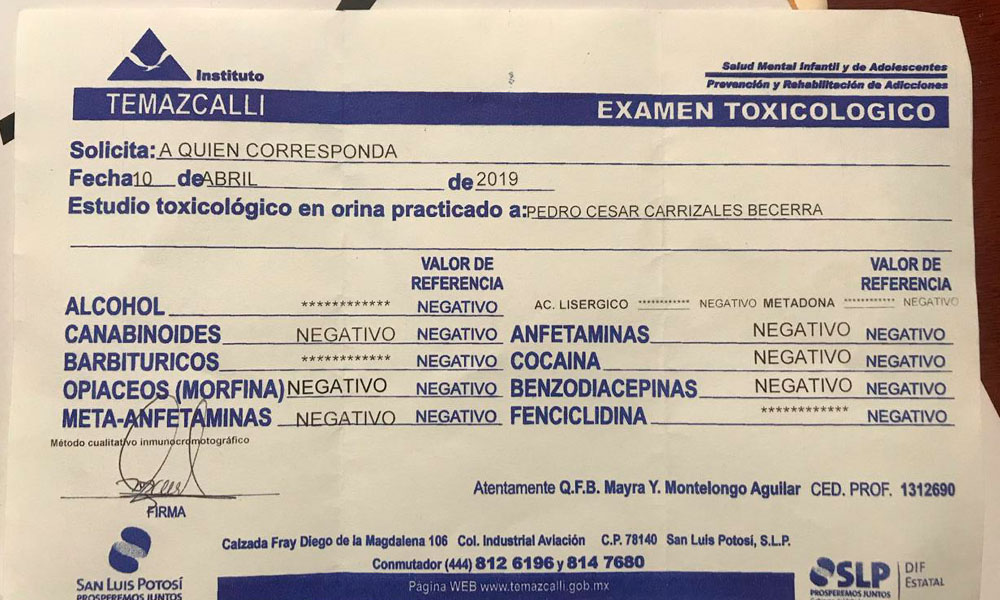 Instituto
TEMAZCALLI
Salud Mental Infantil y de Adolescentes
Prevención y Rehabilitación de Adicciones
EXAMEN TOXICOLOGICO
Solicita: A QUIEN CORRESPONDA
Fecha 10 de ABRIL de 2019
Estudio toxicológico en orina practicado a: PEDRO CESAR CARRIZALES BECERRA
VALOR DE REFERENCIA VALOR DE REFERENCIA
ALCOHOL ************ NEGATIVO AC. LISERGICO ************ NEGATIVO METADONA ************ NEGATIVO
CANABINOIDES NEGATIVO NEGATIVO ANFETAMINAS NEGATIVO NEGATIVO
BARBITURICOS ************ NEGATIVO COCAINA NEGATIVO NEGATIVO
OPIACEOS (MORFINA) NEGATIVO NEGATIVO BENZODIACEPINAS NEGATIVO NEGATIVO
META-ANFETAMINAS NEGATIVO NEGATIVO FENCICLIDINA ************ NEGATIVO
Método cualitativo inmunocromotográfico
FIRMA
Atentamente Q.F.B. Mayra Y. Montelongo Aguilar CED. PROF. 1312690
Calzada Fray Diego de la Magdalena 106 Col. Industrial Aviación C.P. 78140 San Luis Potosí, S.L.P.
Conmutador (444) 812 6196 y 814 7680
Página WEB www.temazcalli.gob.mx
SAN LUIS POTOSÍ
PROSPEREMOS JUNTOS
SLP
PROSPEREMOS JUNTOS
DIF
ESTATAL